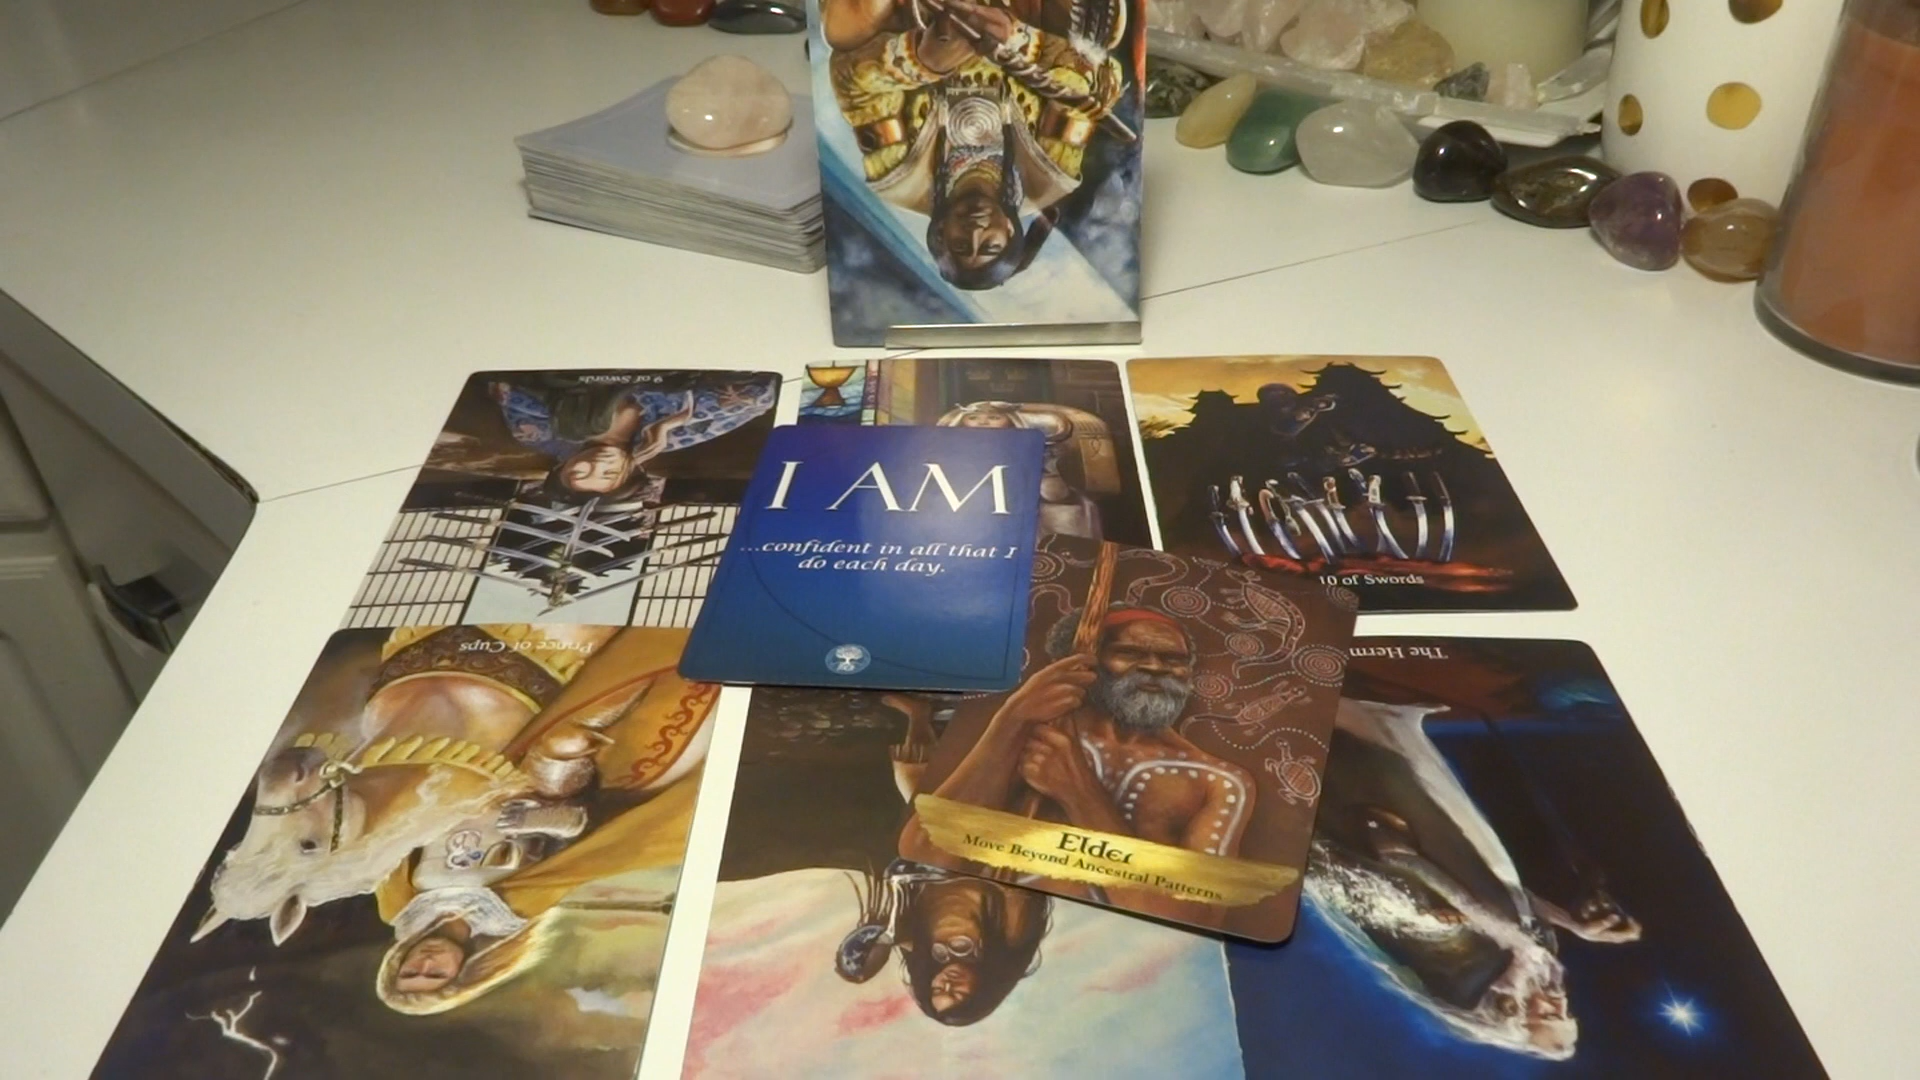 9 of Swords
I AM
...confident in all that I
do each day.
10 of Swords
Prince of Cups
The Herm
Elder
Move Beyond Ancestral Patterns